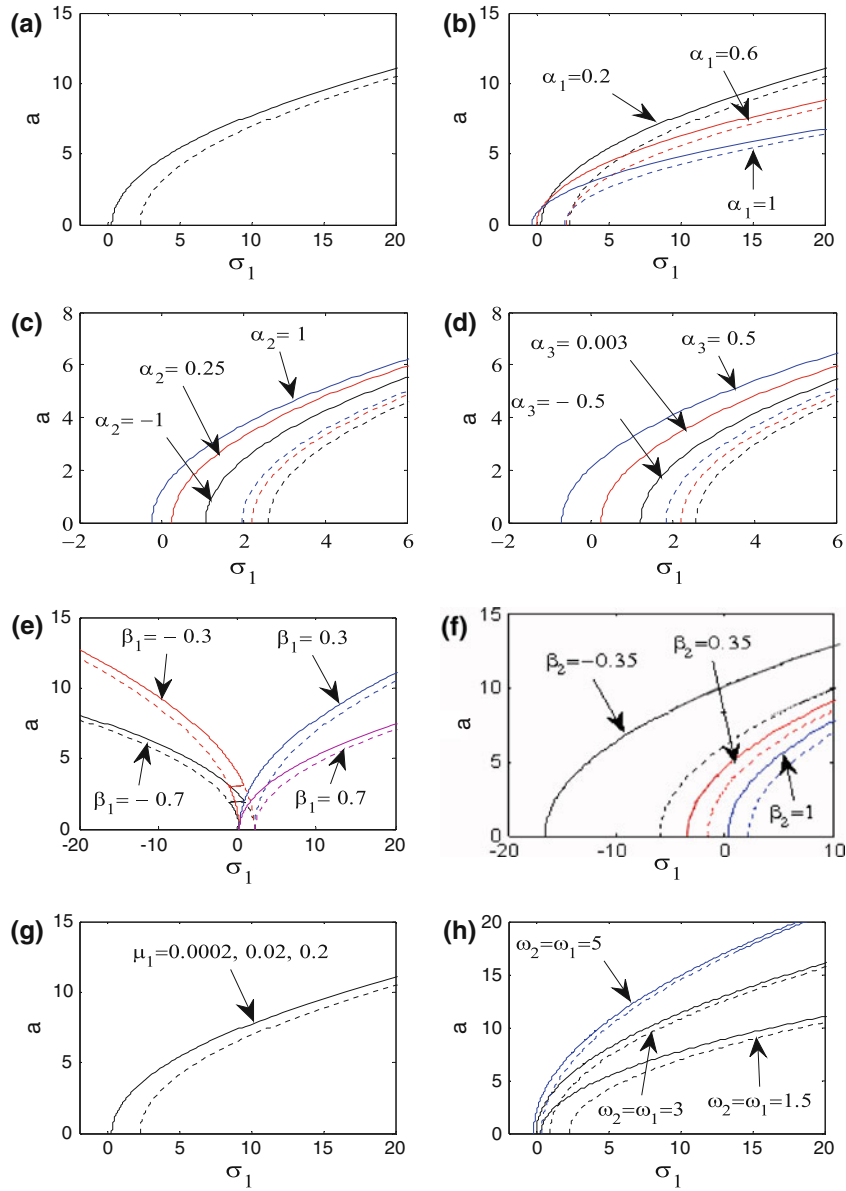 (a)
15
10
5
0
a
0 5 10 15 20
σ1
(b)
15
10
5
0
a
α1=0.2
α1=0.6
α1=1
0 5 10 15 20
σ1
(c)
8
6
4
2
0
a
α2= 1
α2= 0.25
α2= −1
−2 0 2 4 6
σ1
(d)
8
6
4
2
0
a
α3= 0.003
α3= 0.5
α3= − 0.5
−2 0 2 4 6
σ1
(e)
15
10
5
0
a
β1= − 0.3
β1= 0.3
β1= − 0.7
β1= 0.7
-20 -10 0 10 20
σ1
(f)
15
10
5
0
a
β2=−0.35
β2=0.35
β2=1
-20 -10 0 10
σ1
(g)
15
10
5
0
a
μ1=0.0002, 0.02, 0.2
0 5 10 15 20
σ1
(h)
20
15
10
5
0
a
ω2=ω1=5
ω2=ω1=3
ω2=ω1=1.5
0 5 10 15 20
σ1